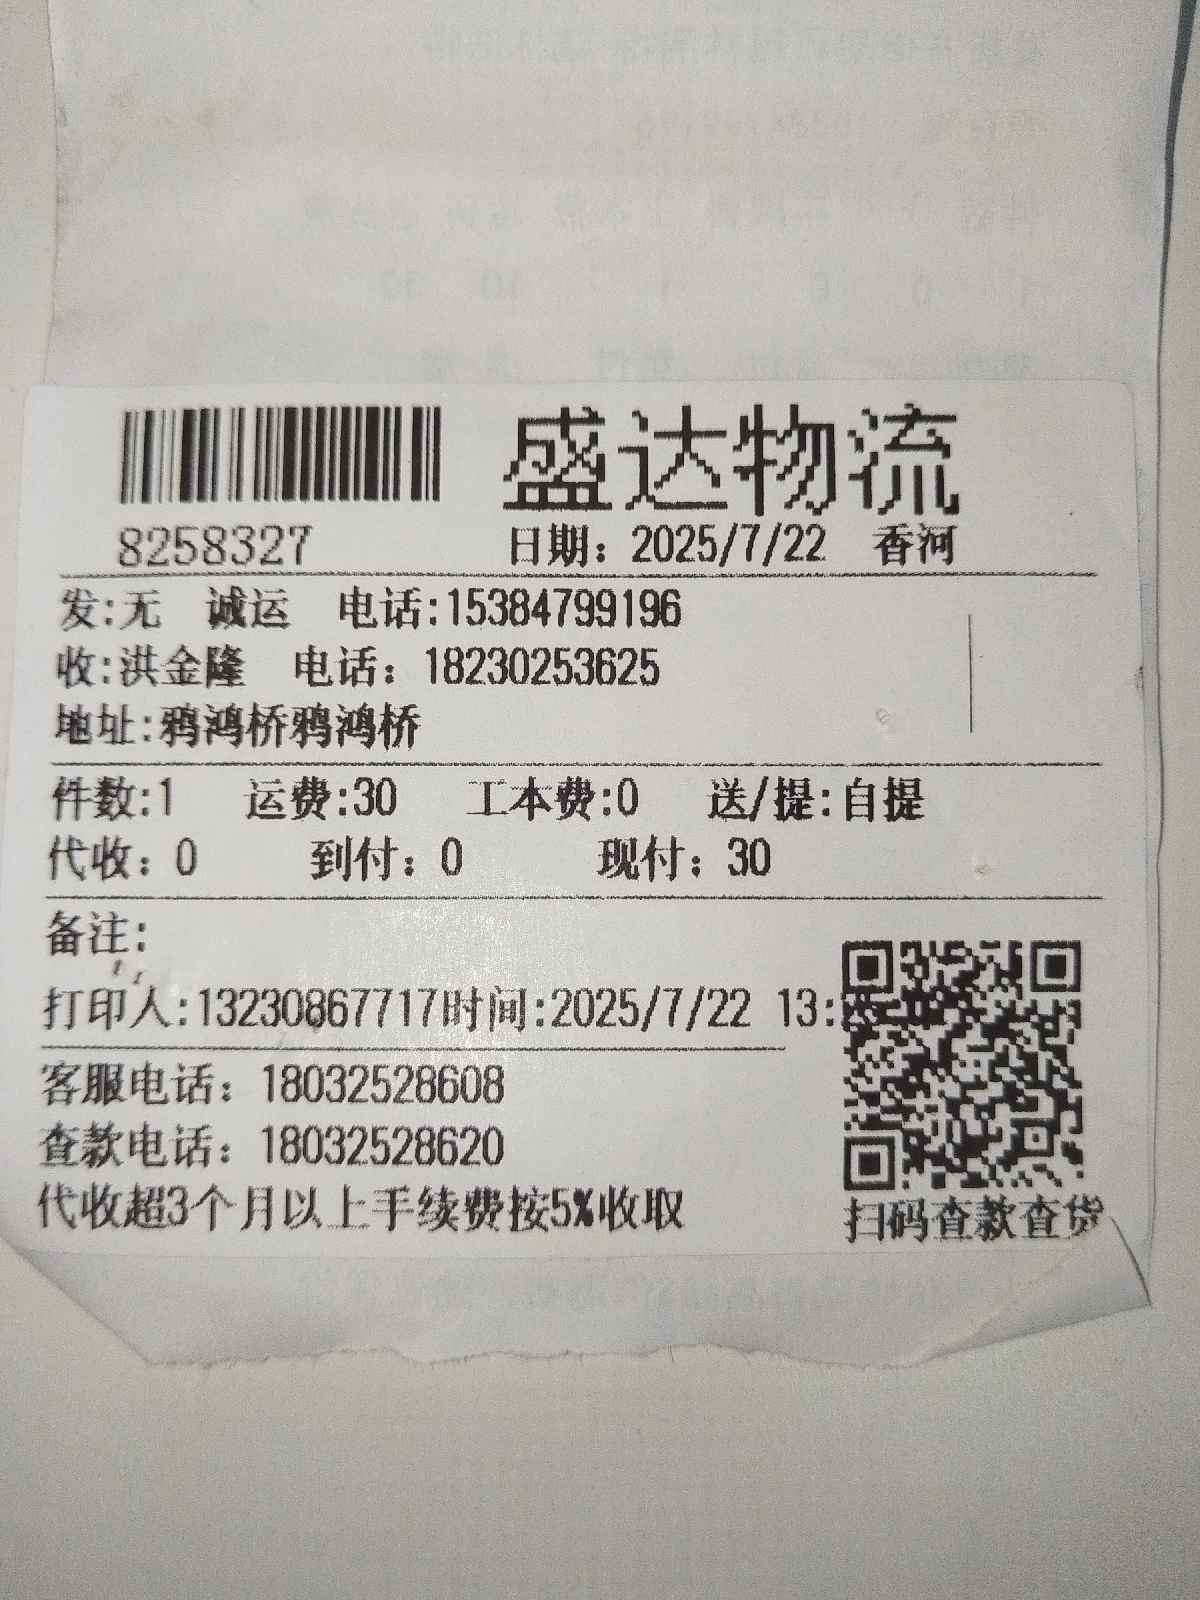 盛达物流
8258327 日期：2025/7/22 香河
发:无 诚运 电话:15384799196
收:洪金隆 电话：18230253625
地址:鸦鸿桥鸦鸿桥
件数:1 运费:30 工本费:0 送/提:自提
代收：0 到付：0 现付：30
备注:
打印人:13230867717时间:2025/7/22 13:
客服电话：18032528608
查款电话：18032528620
代收超3个月以上手续费按5%收取
扫码查款查货